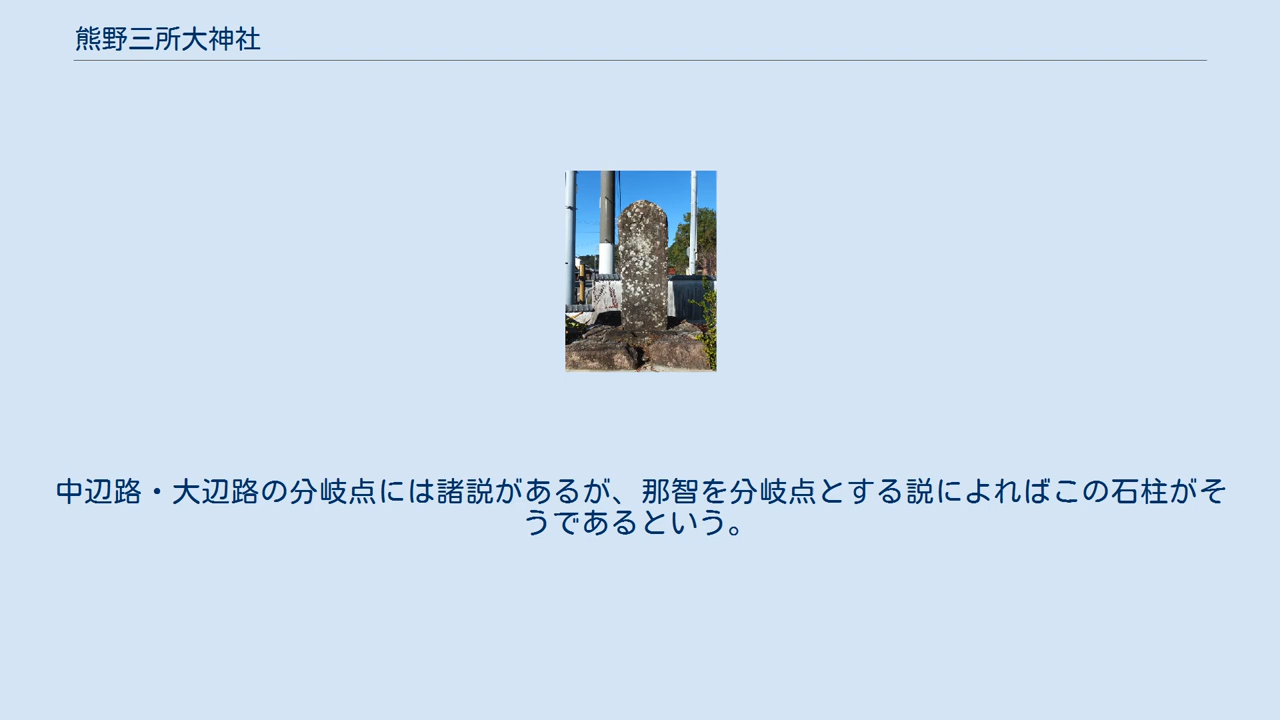 熊野三所大神社
中辺路・大辺路の分岐点には諸説があるが、那智を分岐点とする説によればこの石柱がそ
うであるという。